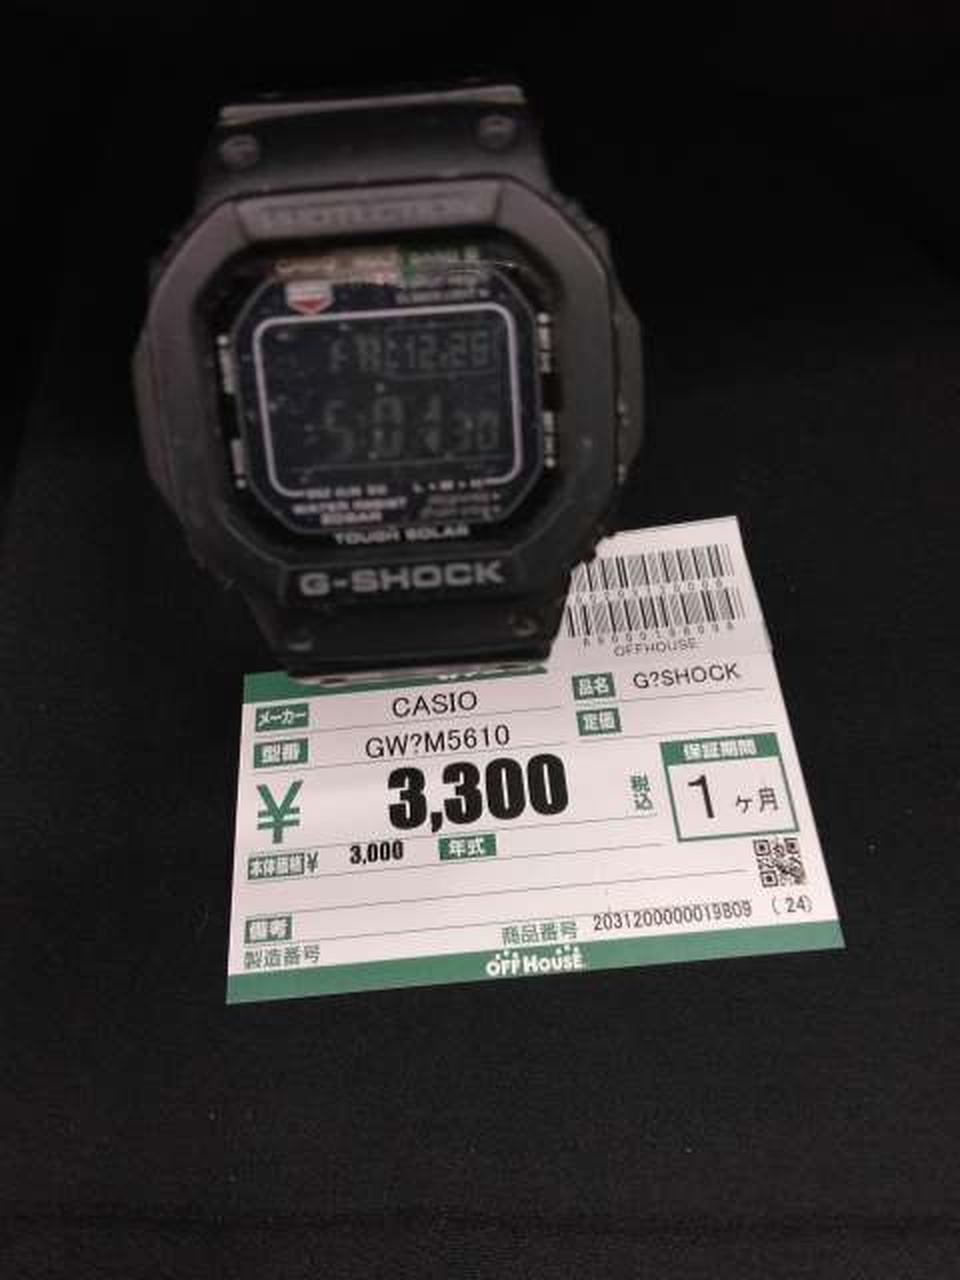 PROTECTION
FRI 12.26
5:01 30
WATER RESIST
20BAR
TOUGH SOLAR
G-SHOCK
OFFHOUSE
メーカー CASIO
品名 G?SHOCK
型番 GW?M5610
定価
¥ 3,300 税込
保証期間
1ヶ月
本体価格¥ 3,000 年式
備考
製造番号
商品番号 2031200000019809 (24)
OFF HOUSE